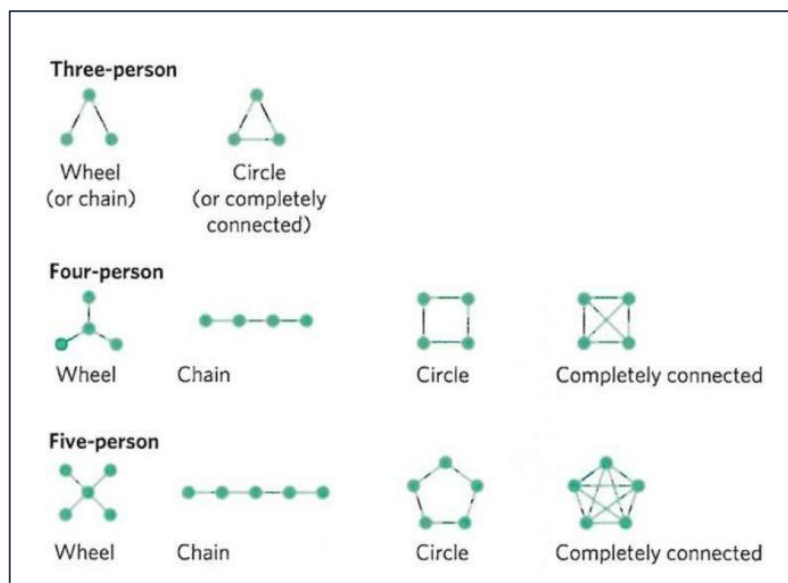 Three-person
Wheel
(or chain)
Circle
(or completely
connected)
Four-person
Wheel
Chain
Circle
Completely connected
Five-person
Wheel
Chain
Circle
Completely connected